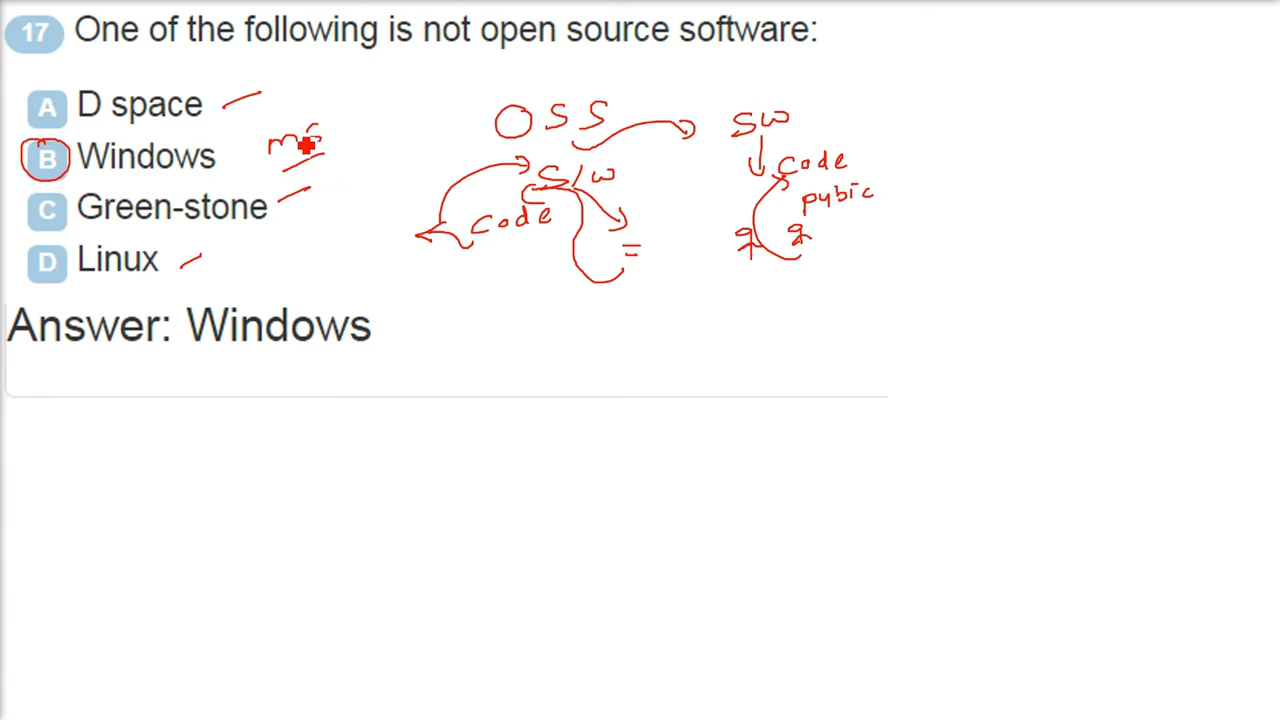 17 One of the following is not open source software:
A D space
B Windows
C Green-stone
D Linux
Answer: Windows
OSS
S/W
Code
SW
Code
pybic